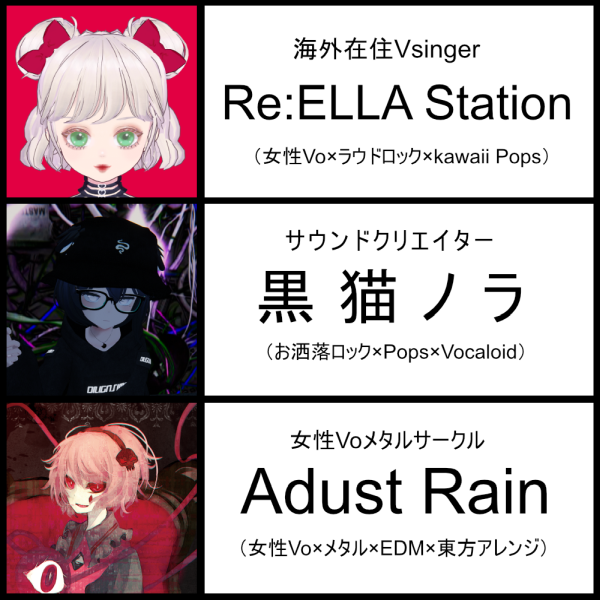 海外在住Vsinger
Re:ELLA Station
（女性Vo×ラウドロック×kawaii Pops）
サウンドクリエイター
黒猫ノラ
（お洒落ロック×Pops×Vocaloid）
女性Voメタルサークル
Adust Rain
（女性Vo×メタル×EDM×東方アレンジ）